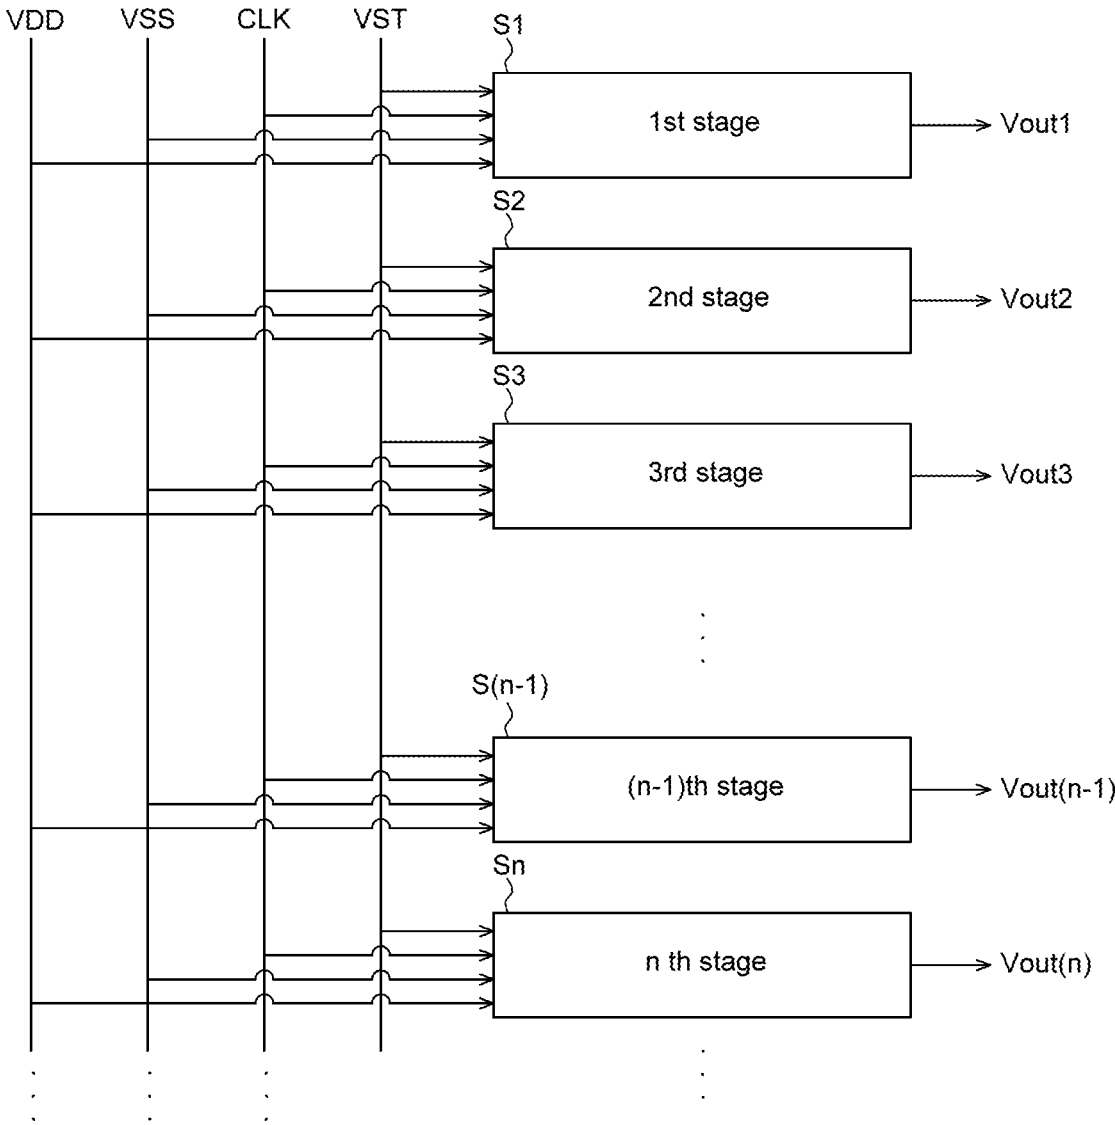 VDD VSS CLK VST
S1
1st stage
Vout1
S2
2nd stage
Vout2
S3
3rd stage
Vout3
S(n-1)
(n-1)th stage
Vout(n-1)
Sn
n th stage
Vout(n)